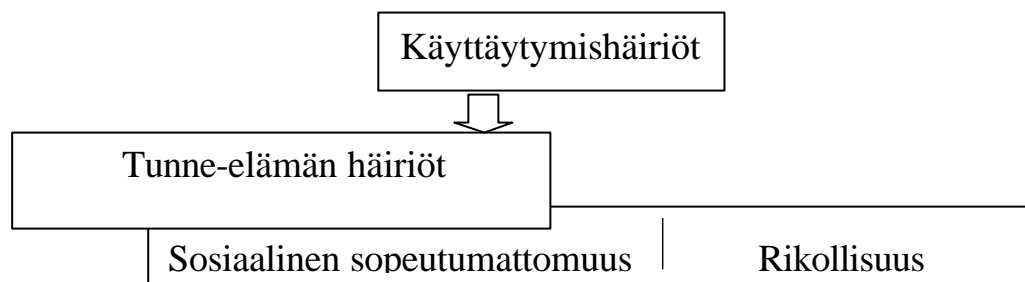 Käyttäytymishäiriöt
Tunne-elämän häiriöt
Sosiaalinen sopeutumattomuus
Rikollisuus